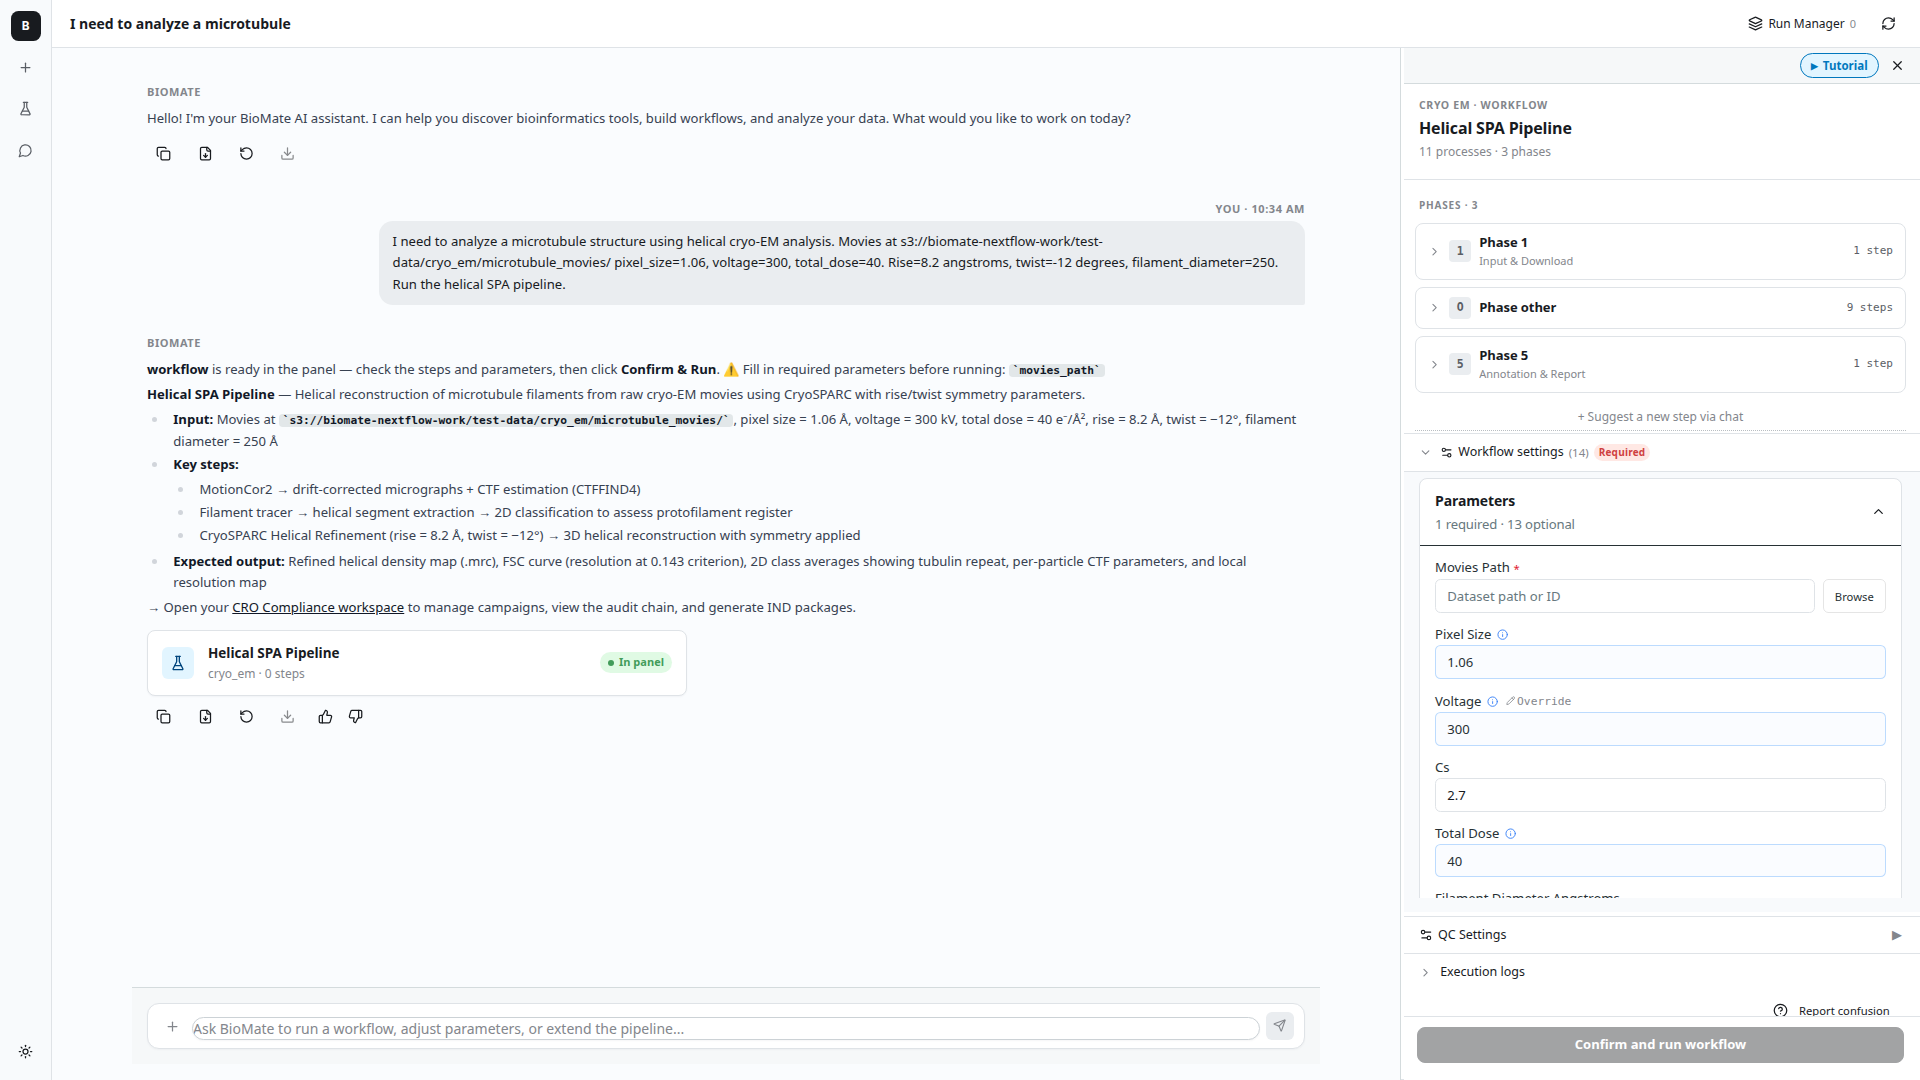 B
I need to analyze a microtubule
Run Manager 0
BIOMATE
Hello! I'm your BioMate AI assistant. I can help you discover bioinformatics tools, build workflows, and analyze your data. What would you like to work on today?
YOU · 10:34 AM
I need to analyze a microtubule structure using helical cryo-EM analysis. Movies at s3://biomate-nextflow-work/test-
data/cryo_em/microtubule_movies/ pixel_size=1.06, voltage=300, total_dose=40. Rise=8.2 angstroms, twist=-12 degrees, filament_diameter=250.
Run the helical SPA pipeline.
BIOMATE
workflow is ready in the panel — check the steps and parameters, then click Confirm & Run. ⚠️ Fill in required parameters before running: `movies_path`
Helical SPA Pipeline — Helical reconstruction of microtubule filaments from raw cryo-EM movies using CryoSPARC with rise/twist symmetry parameters.
Input: Movies at `s3://biomate-nextflow-work/test-data/cryo_em/microtubule_movies/`, pixel size = 1.06 Å, voltage = 300 kV, total dose = 40 e⁻/Å², rise = 8.2 Å, twist = −12°, filament
diameter = 250 Å
Key steps:
MotionCor2 → drift-corrected micrographs + CTF estimation (CTFFIND4)
Filament tracer → helical segment extraction → 2D classification to assess protofilament register
CryoSPARC Helical Refinement (rise = 8.2 Å, twist = −12°) → 3D helical reconstruction with symmetry applied
Expected output: Refined helical density map (.mrc), FSC curve (resolution at 0.143 criterion), 2D class averages showing tubulin repeat, per-particle CTF parameters, and local
resolution map
→ Open your CRO Compliance workspace to manage campaigns, view the audit chain, and generate IND packages.
Helical SPA Pipeline
cryo_em · 0 steps
In panel
Ask BioMate to run a workflow, adjust parameters, or extend the pipeline...
▶ Tutorial
CRYO EM · WORKFLOW
Helical SPA Pipeline
11 processes · 3 phases
PHASES · 3
1 Phase 1 1 step
Input & Download
0 Phase other 9 steps
5 Phase 5 1 step
Annotation & Report
+ Suggest a new step via chat
Workflow settings (14) Required
Parameters
1 required · 13 optional
Movies Path *
Dataset path or ID
Browse
Pixel Size
1.06
Voltage Override
300
Cs
2.7
Total Dose
40
Filament Diameter Angstroms
QC Settings
Execution logs
Report confusion
Confirm and run workflow